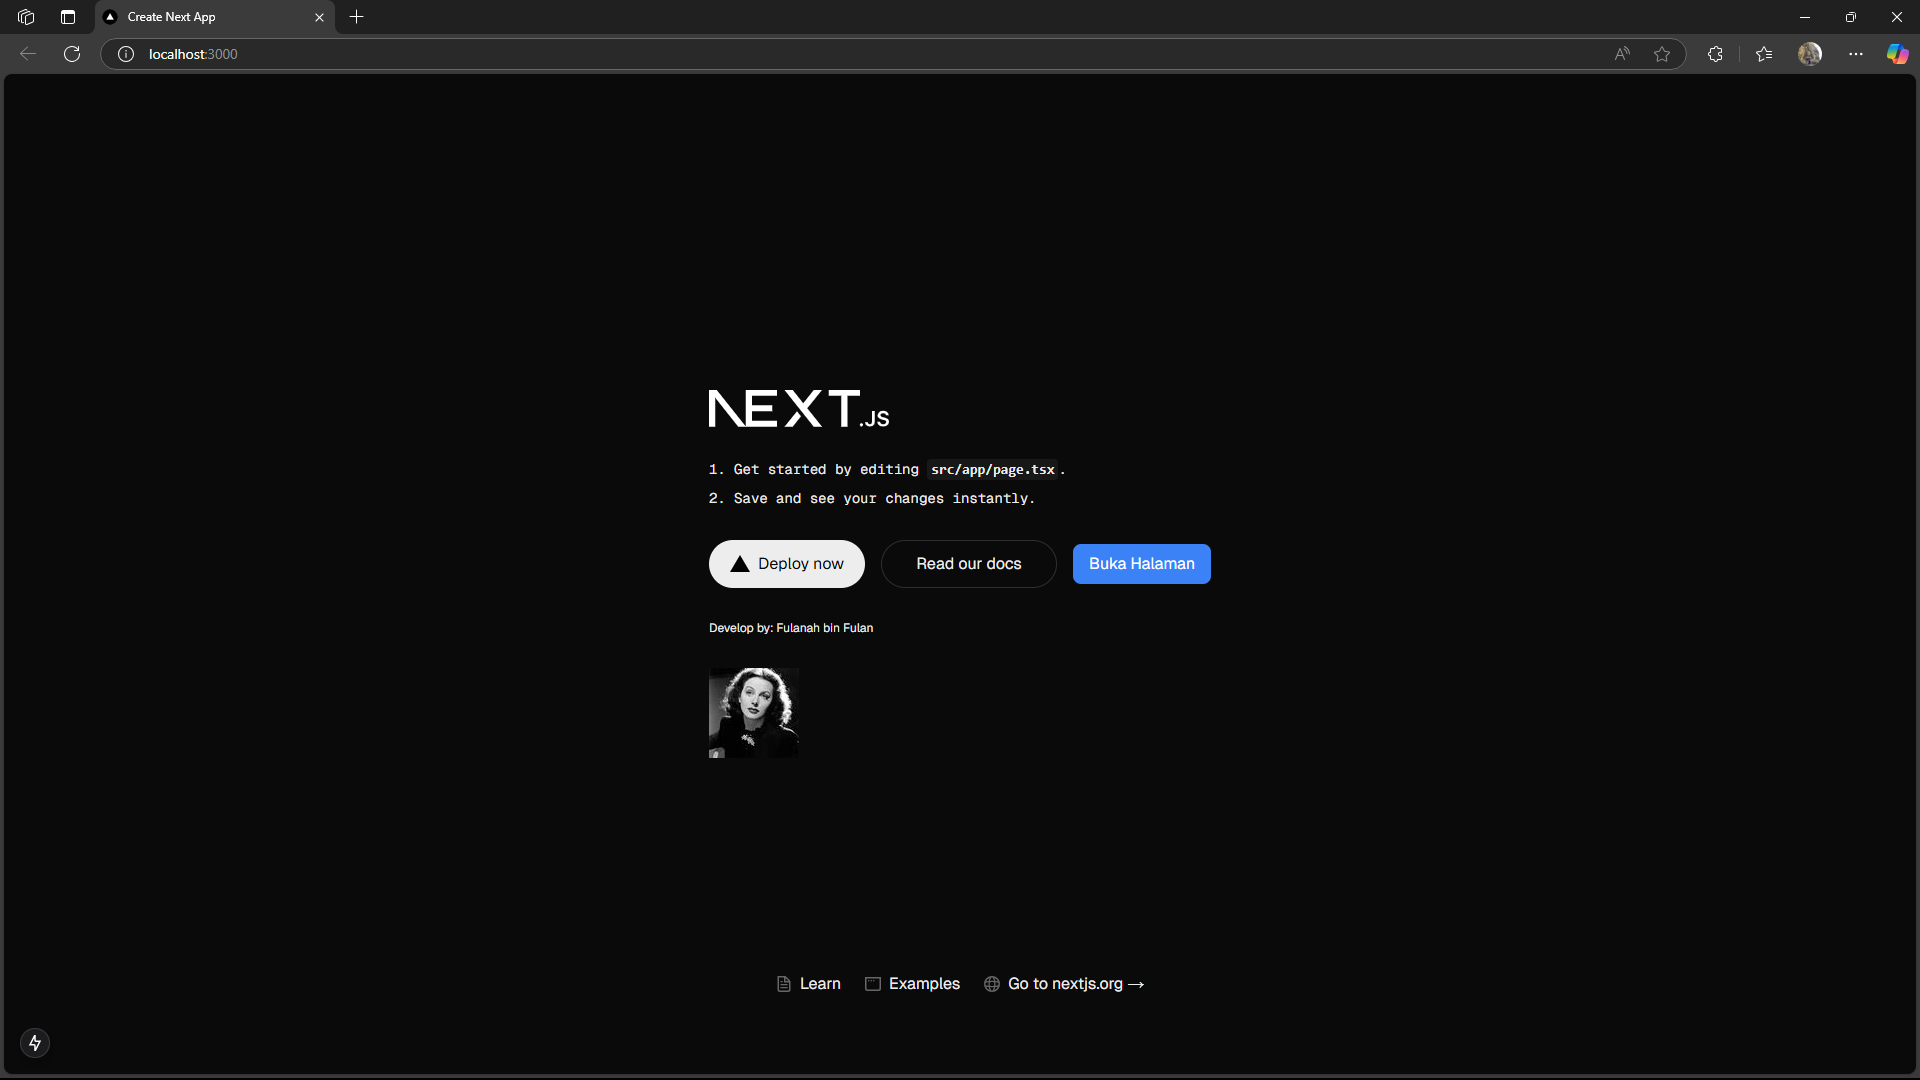 Create Next App
localhost:3000
NEXT.JS
1. Get started by editing src/app/page.tsx.
2. Save and see your changes instantly.
Deploy now
Read our docs
Buka Halaman
Develop by: Fulanah bin Fulan
Learn
Examples
Go to nextjs.org →